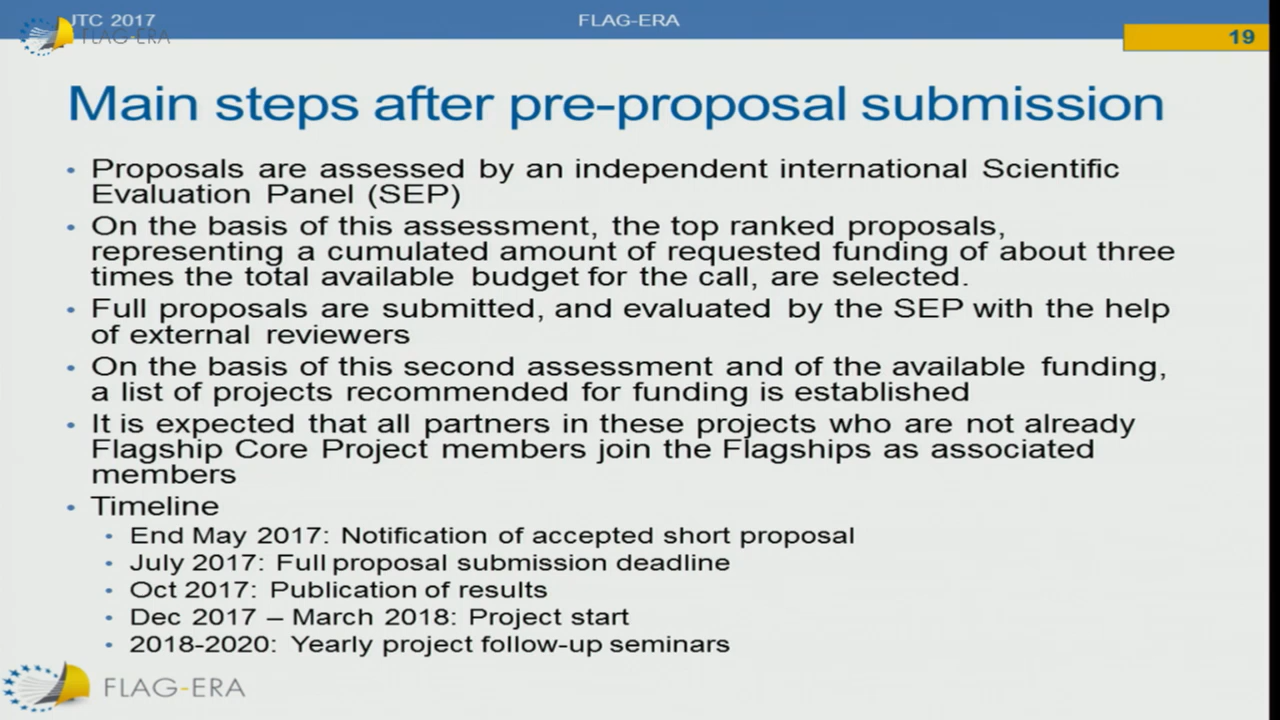 JTC 2017
FLAG-ERA
FLAG-ERA
19
Main steps after pre-proposal submission
• Proposals are assessed by an independent international Scientific
Evaluation Panel (SEP)
• On the basis of this assessment, the top ranked proposals,
representing a cumulated amount of requested funding of about three
times the total available budget for the call, are selected.
• Full proposals are submitted, and evaluated by the SEP with the help
of external reviewers
• On the basis of this second assessment and of the available funding,
a list of projects recommended for funding is established
• It is expected that all partners in these projects who are not already
Flagship Core Project members join the Flagships as associated
members
• Timeline
• End May 2017: Notification of accepted short proposal
• July 2017: Full proposal submission deadline
• Oct 2017: Publication of results
• Dec 2017 – March 2018: Project start
• 2018-2020: Yearly project follow-up seminars
FLAG-ERA